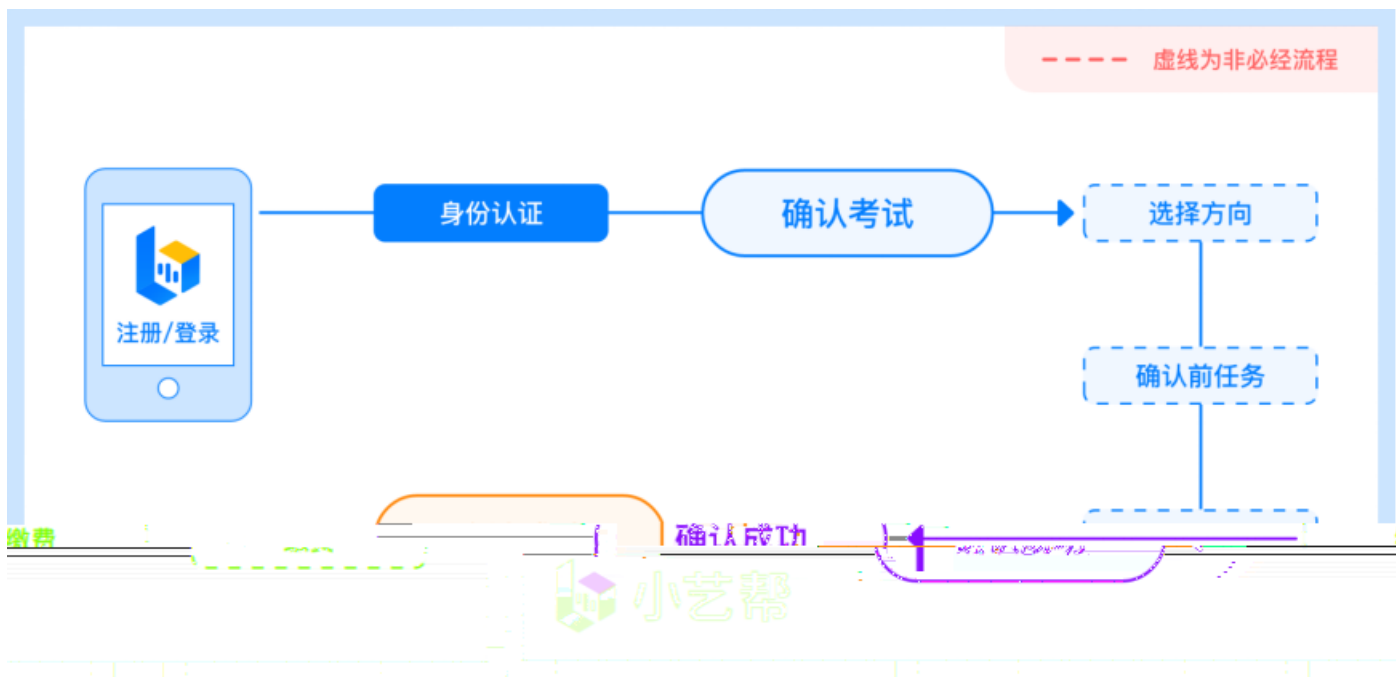 虚线为非必经流程
身份认证
确认考试
选择方向
注册/登录
确认前任务
缴费
确认成功
小艺帮